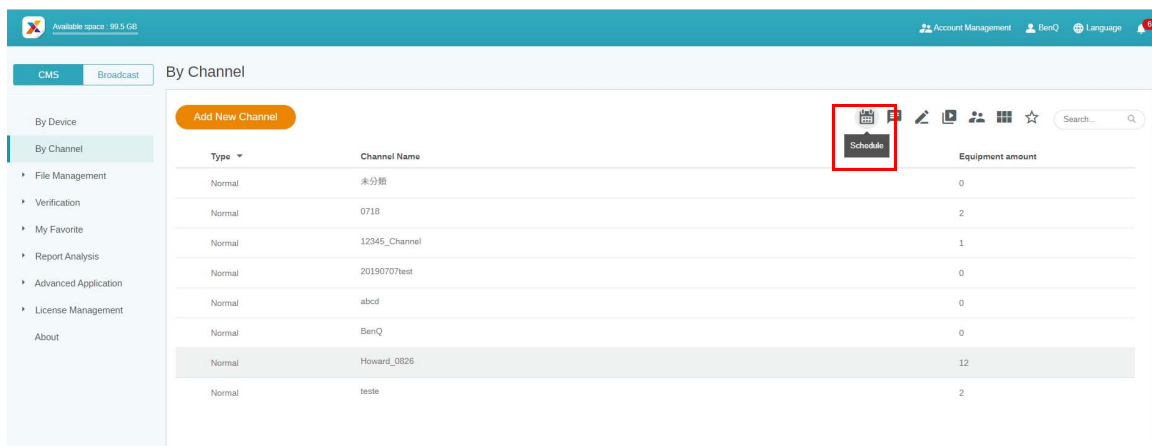 Available space : 99.5 GB
Account Management BenQ Language 6
CMS Broadcast By Channel
By Device
By Channel
File Management
Verification
My Favorite
Report Analysis
Advanced Application
License Management
About
Add New Channel
Search...
Schedule
Type Channel Name Equipment amount
Normal 未分類 0
Normal 0718 2
Normal 12345_Channel 1
Normal 20190707test 0
Normal abcd 0
Normal BenQ 0
Normal Howard_0826 12
Normal teste 2